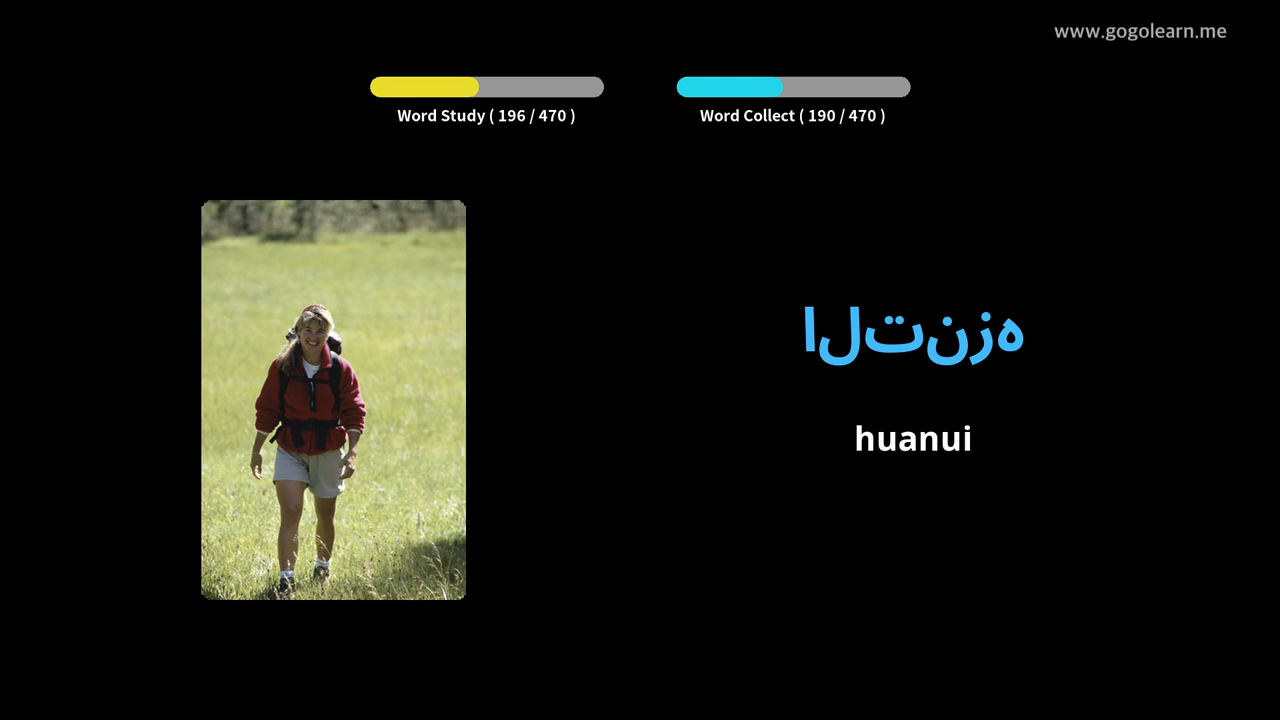 www.gogolearn.me
Word Study ( 196 / 470 )
Word Collect ( 190 / 470 )
التنزه
huanui